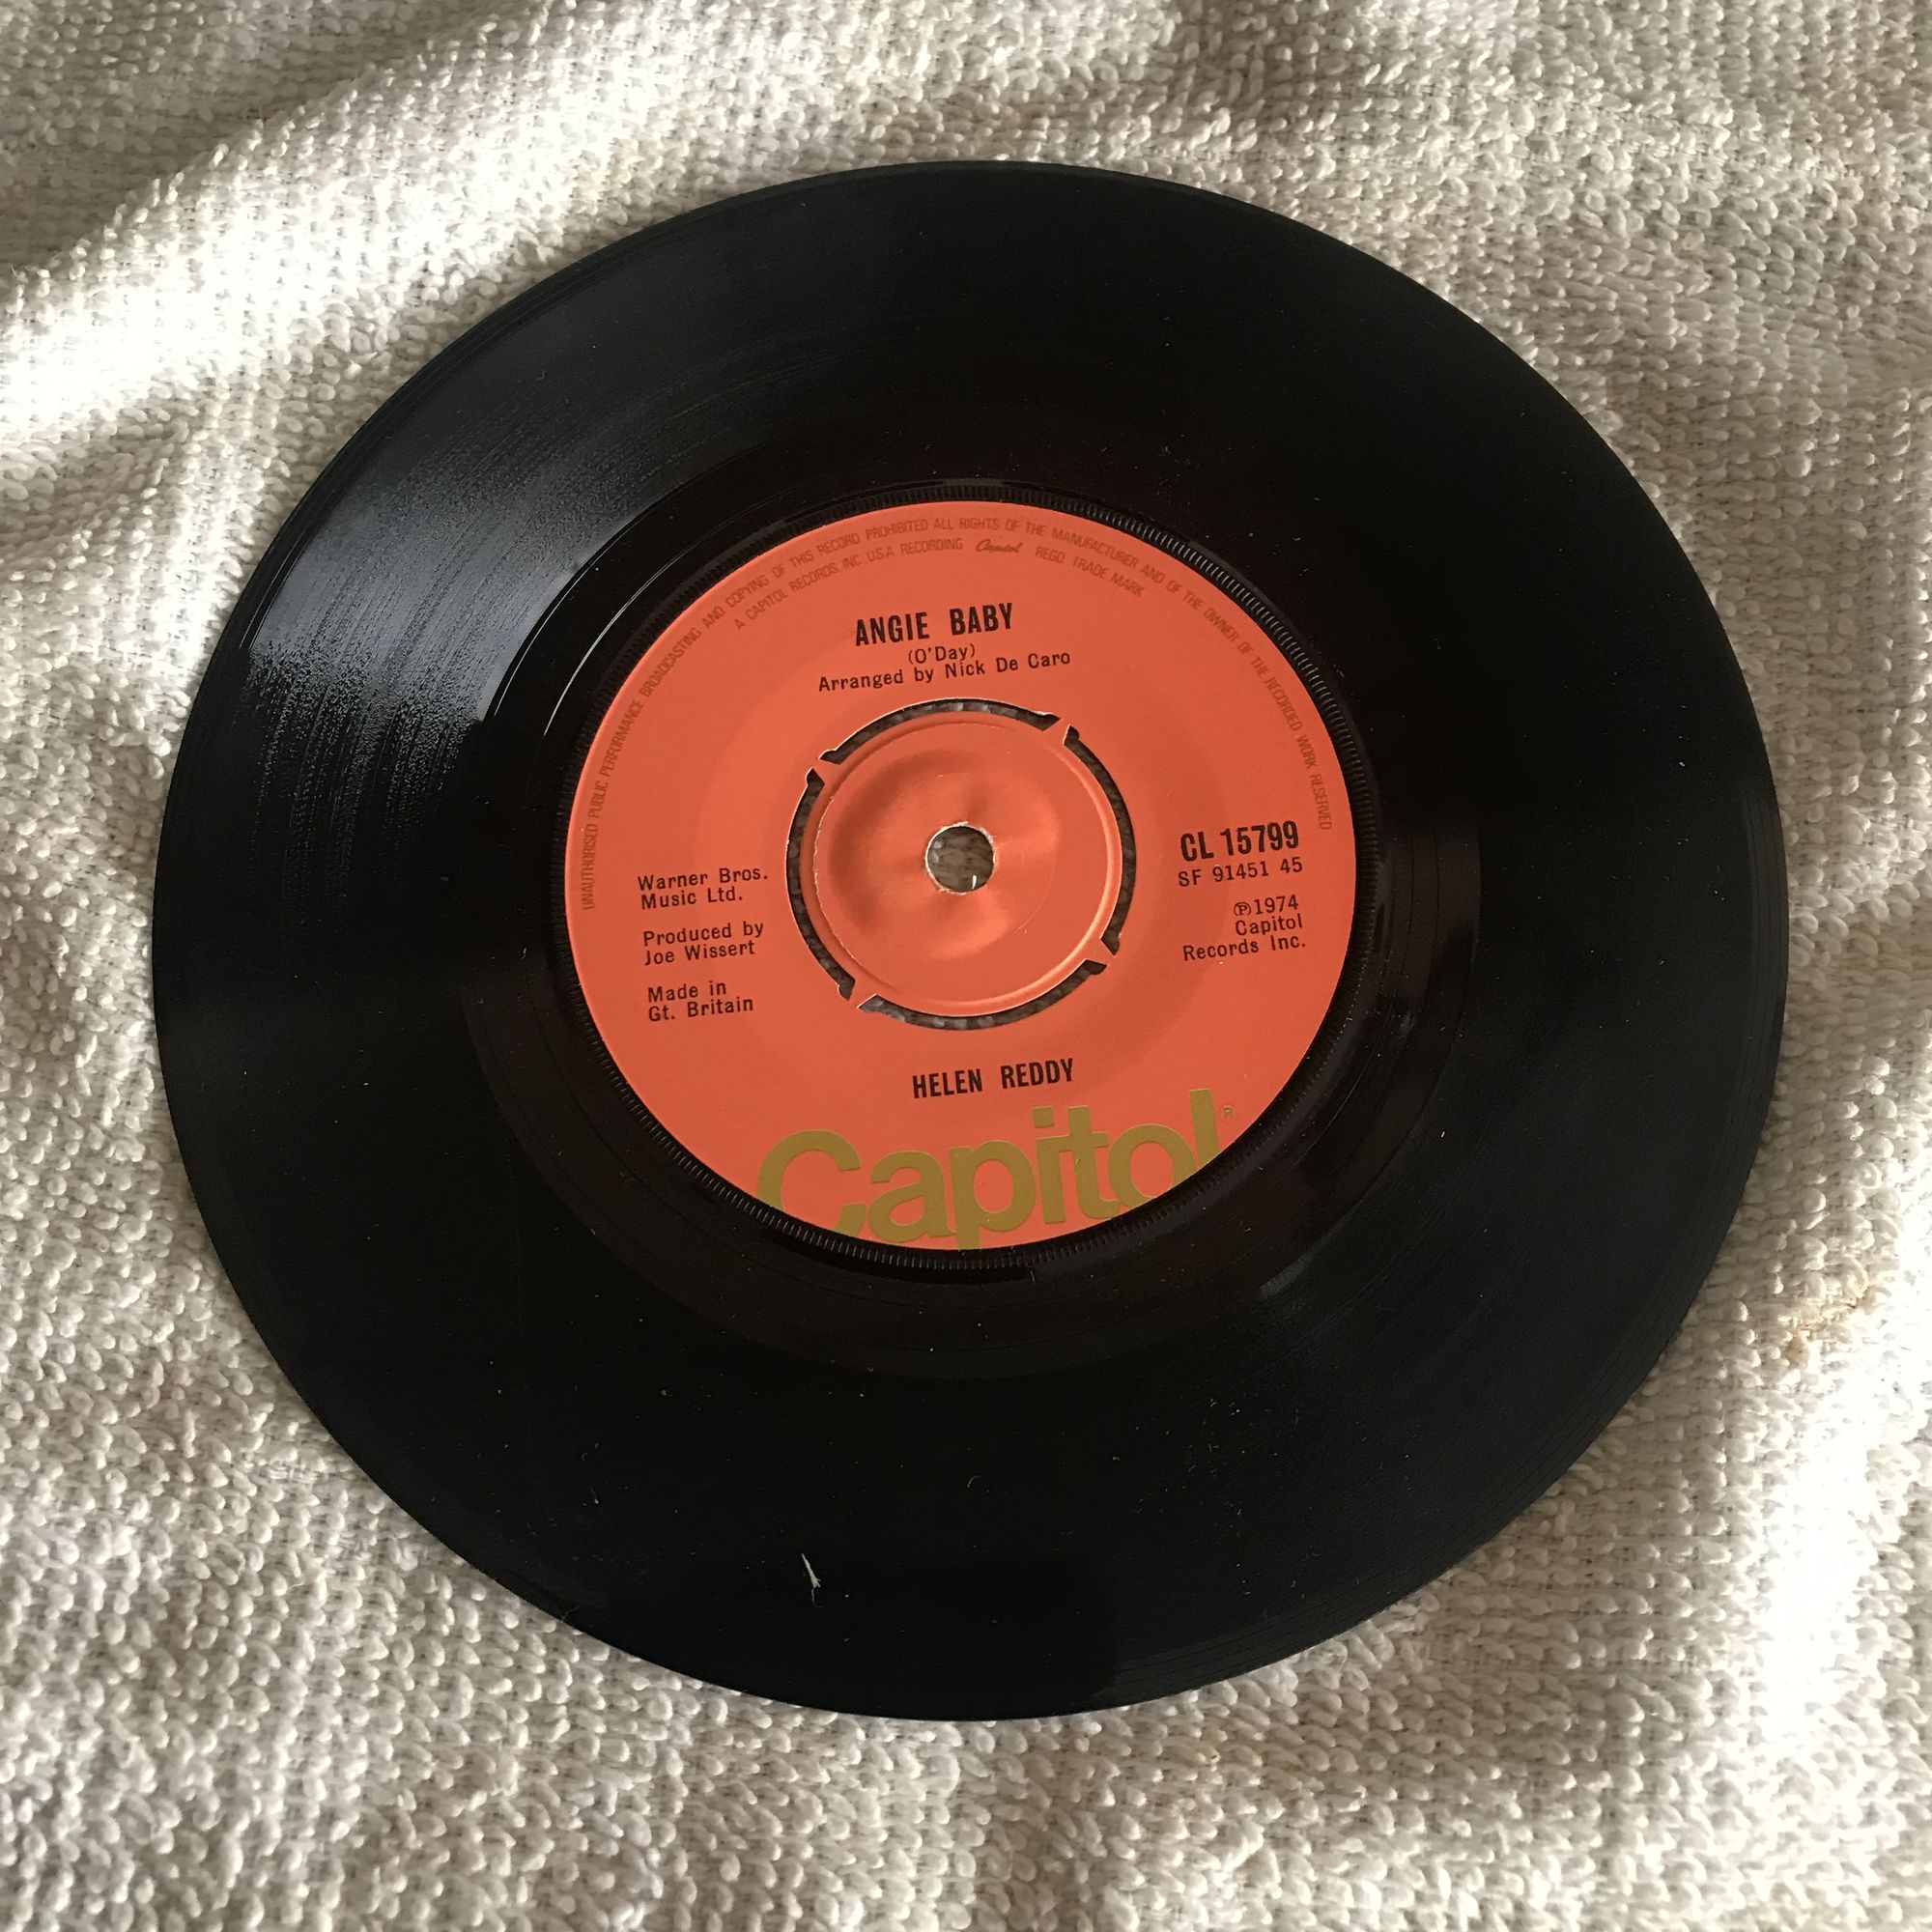 UNAUTHORISED PUBLIC PERFORMANCE BROADCASTING AND COPYING OF THIS RECORD PROHIBITED ALL RIGHTS OF THE MANUFACTURER AND OF THE OWNER OF THE RECORDED WORK RESERVED
A CAPITOL RECORDS INC U.S.A. RECORDING Capitol REGD. TRADE MARK
ANGIE BABY
(O'Day)
Arranged by Nick De Caro
Warner Bros.
Music Ltd.
Produced by
Joe Wissert
Made in
Gt. Britain
CL 15799
SF 91451 45
℗1974
Capitol
Records Inc.
HELEN REDDY
Capitol